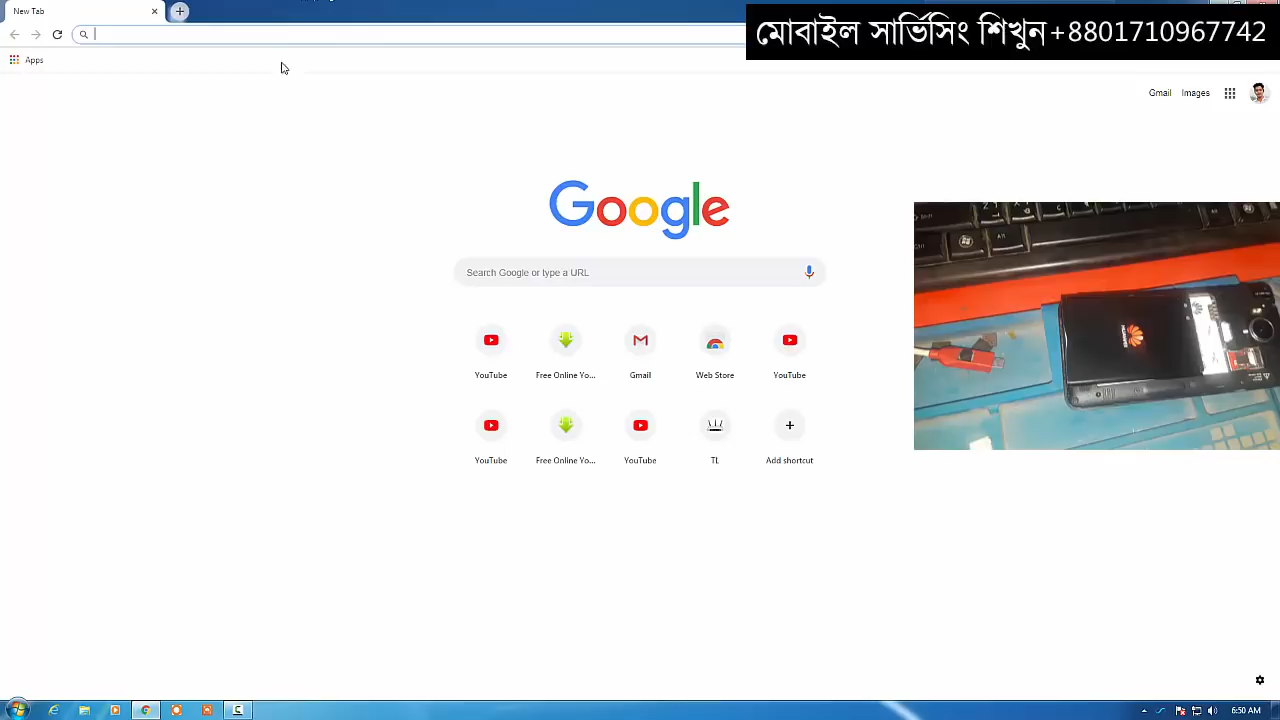 New Tab
মোবাইল সার্ভিসিং শিখুন+8801710967742
Apps
Gmail Images
Google
Search Google or type a URL
YouTube Free Online Yo... Gmail Web Store YouTube
YouTube Free Online Yo... YouTube TL Add shortcut
HUAWEI
6:50 AM